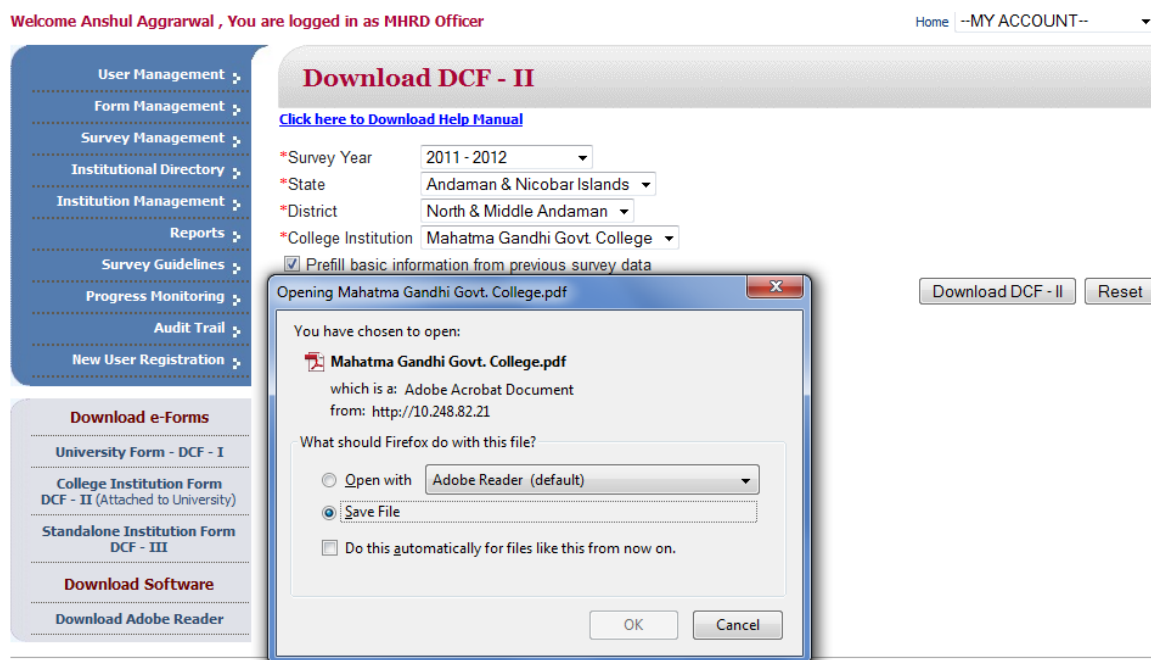 Welcome Anshul Aggrarwal , You are logged in as MHRD Officer
Home --MY ACCOUNT--
User Management
Form Management
Survey Management
Institutional Directory
Institution Management
Reports
Survey Guidelines
Progress Monitoring
Audit Trail
New User Registration
Download e-Forms
University Form - DCF - I
College Institution Form
DCF - II (Attached to University)
Standalone Institution Form
DCF - III
Download Software
Download Adobe Reader
Download DCF - II
Click here to Download Help Manual
*Survey Year 2011 - 2012
*State Andaman & Nicobar Islands
*District North & Middle Andaman
*College Institution Mahatma Gandhi Govt. College
Prefill basic information from previous survey data
Download DCF - II Reset
Opening Mahatma Gandhi Govt. College.pdf
You have chosen to open:
Mahatma Gandhi Govt. College.pdf
which is a: Adobe Acrobat Document
from: http://10.248.82.21
What should Firefox do with this file?
Open with Adobe Reader (default)
Save File
Do this automatically for files like this from now on.
OK Cancel